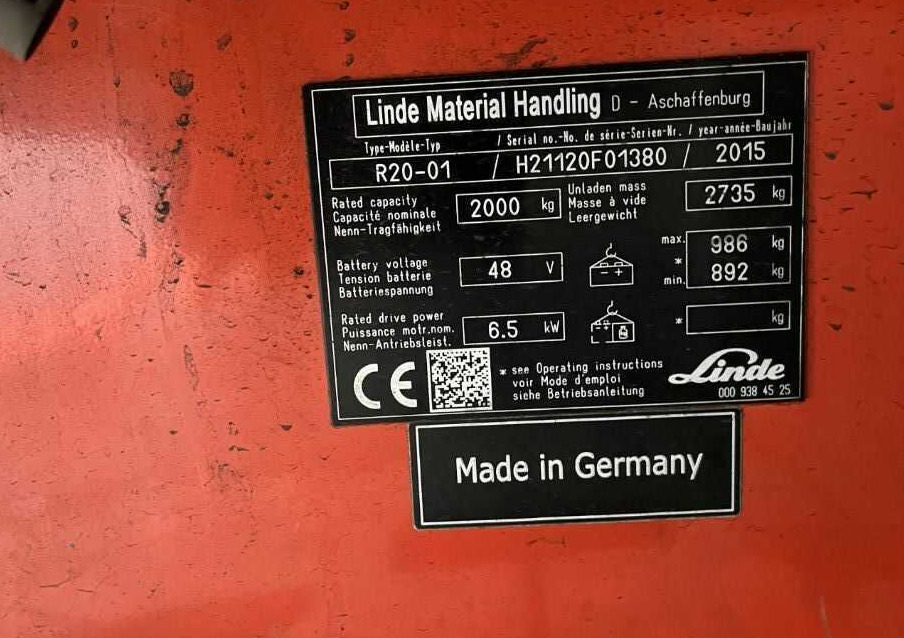 Linde Material Handling D - Aschaffenburg
Type-Modèle-Typ / Serial no.-No. de série-Serien-Nr. / year-année-Baujahr
R20-01 / H2X1120F01380 / 2015
Rated capacity
Capacité nominale
Nenn-Tragfähigkeit
2000 kg
Unladen mass
Masse à vide
Leergewicht
2735 kg
Battery voltage
Tension batterie
Batteriespannung
48 V
- +
max. 986 kg
*
min. 892 kg
Rated drive power
Puissance motr.nom.
Nenn-Antriebsleist.
6.5 kW
* kg
CE
* see Operating instructions
voir Mode d'emploi
siehe Betriebsanleitung
Linde
000 938 45 25
Made in Germany